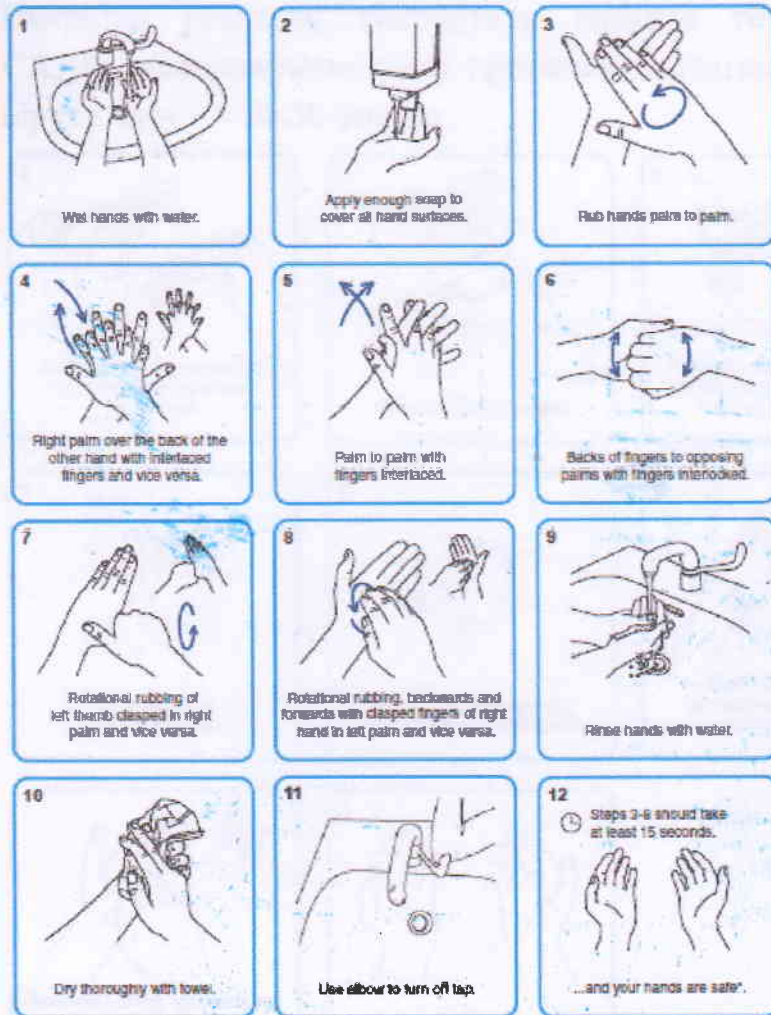 1
Wet hands with water.
2
Apply enough soap to
cover all hand surfaces.
3
Rub hands palm to palm.
4
Right palm over the back of the
other hand with interlaced
fingers and vice versa.
5
Palm to palm with
fingers interlaced.
6
Backs of fingers to opposing
palms with fingers interlocked.
7
Rotational rubbing of
left thumb clasped in right
palm and vice versa.
8
Rotational rubbing, backwards and
forwards with clasped fingers of right
hand in left palm and vice versa.
9
Rinse hands with water.
10
Dry thoroughly with towel.
11
Use elbow to turn off tap.
12
Steps 3-8 should take
at least 15 seconds.
...and your hands are safe*.